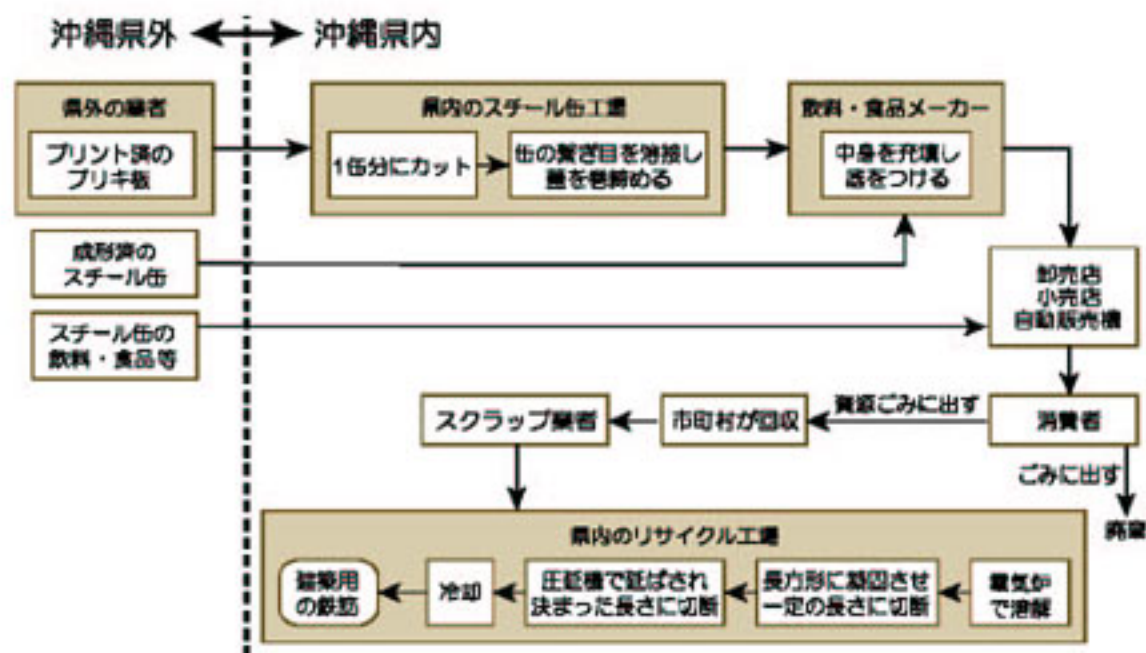 沖縄県外
沖縄県内
県外の業者
プリント済の
ブリキ板
県内のスチール缶工場
1缶分にカット
缶の繋ぎ目を溶接し
蓋を巻締める
飲料・食品メーカー
中身を充填し
底をつける
成形済の
スチール缶
スチール缶の
飲料・食品等
卸売店
小売店
自動販売機
消費者
資源ごみに出す
市町村が回収
スクラップ業者
ごみに出す
廃棄
県内のリサイクル工場
電気炉
で溶解
長方形に凝固させ
一定の長さに切断
圧延機で延ばされ
決まった長さに切断
冷却
建築用
の鉄筋